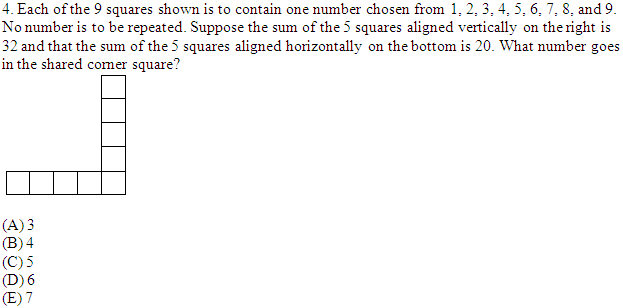 4. Each of the 9 squares shown is to contain one number chosen from 1, 2, 3, 4, 5, 6, 7, 8, and 9.
No number is to be repeated. Suppose the sum of the 5 squares aligned vertically on the right is
32 and that the sum of the 5 squares aligned horizontally on the bottom is 20. What number goes
in the shared corner square?
(A) 3
(B) 4
(C) 5
(D) 6
(E) 7